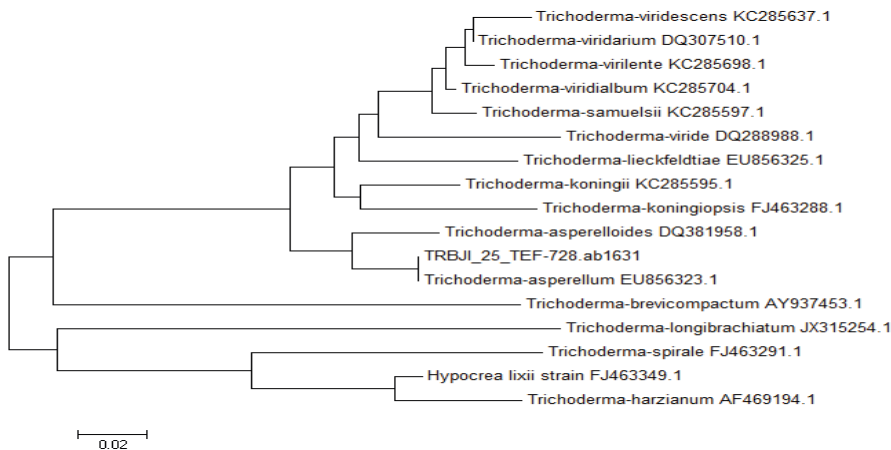 Trichoderma-viridescens KC285637.1
Trichoderma-viridarium DQ307510.1
Trichoderma-virilente KC285698.1
Trichoderma-viridialbum KC285704.1
Trichoderma-samuelsii KC285597.1
Trichoderma-viride DQ288988.1
Trichoderma-lieckfeldtiae EU856325.1
Trichoderma-koningii KC285595.1
Trichoderma-koningiopsis FJ463288.1
Trichoderma-asperelloides DQ381958.1
TRBJI_25_TEF-728.ab1631
Trichoderma-asperellum EU856323.1
Trichoderma-brevicompactum AY937453.1
Trichoderma-longibrachiatum JX315254.1
Trichoderma-spirale FJ463291.1
Hypocrea lixii strain FJ463349.1
Trichoderma-harzianum AF469194.1
0.02